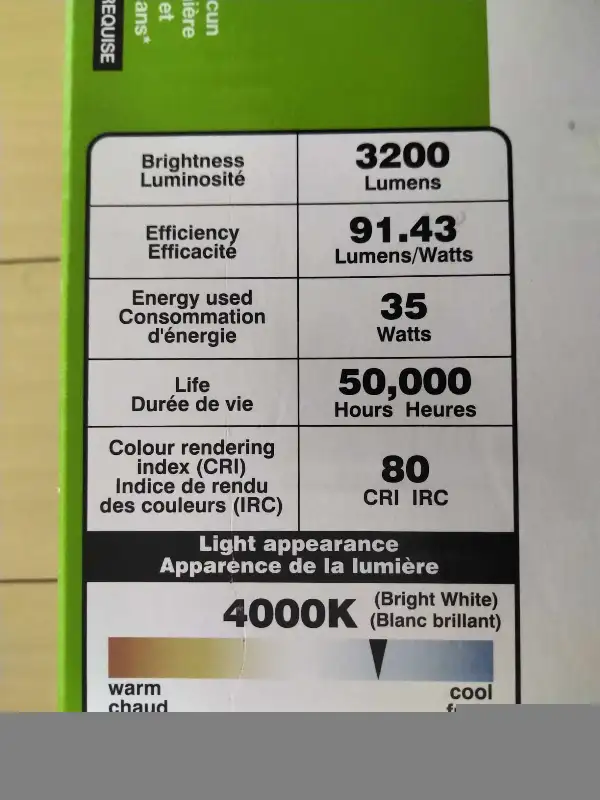 cun
ière
et
ans*
REQUISE
Brightness
Luminosité
3200
Lumens
Efficiency
Efficacité
91.43
Lumens/Watts
Energy used
Consommation
d'énergie
35
Watts
Life
Durée de vie
50,000
Hours Heures
Colour rendering
index (CRI)
Indice de rendu
des couleurs (IRC)
80
CRI IRC
Light appearance
Apparence de la lumière
4000K
(Bright White)
(Blanc brillant)
warm
chaud
cool